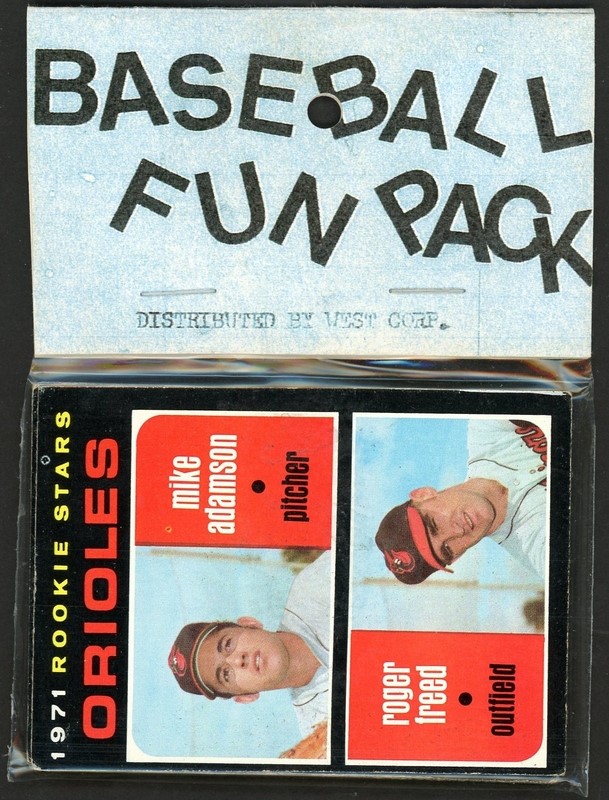 BASEBALL
FUN PACK
DISTRIBUTED BY WEST CORP.
1971 ROOKIE STARS
ORIOLES
mike
adamson
pitcher
roger
freed
outfield